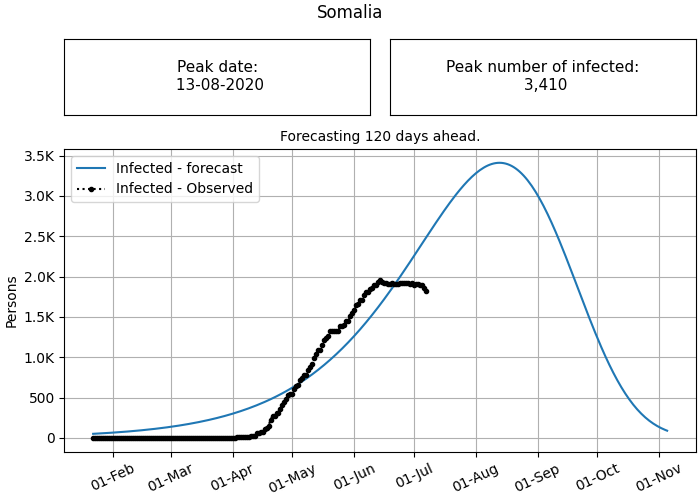 Somalia
Peak date:
13-08-2020
Peak number of infected:
3,410
Forecasting 120 days ahead.
Infected - forecast
Infected - Observed
3.5K
3.0K
2.5K
2.0K
1.5K
1.0K
500
0
Persons
01-Feb
01-Mar
01-Apr
01-May
01-Jun
01-Jul
01-Aug
01-Sep
01-Oct
01-Nov